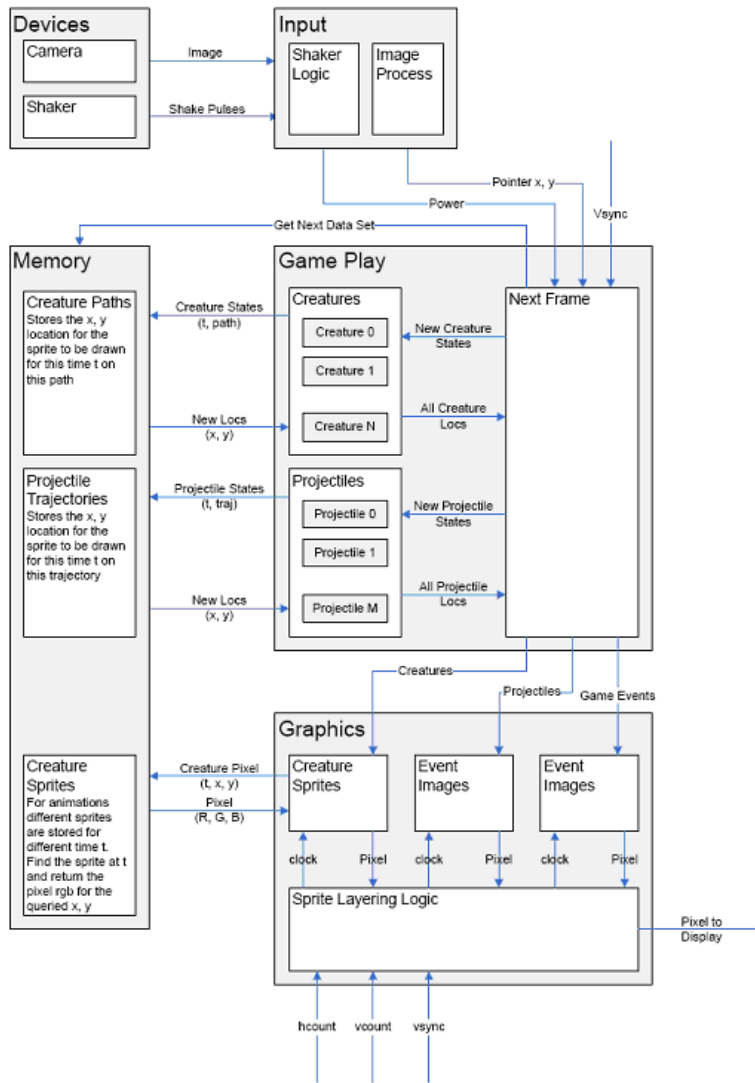 Devices
Camera
Shaker
Image
Shake Pulses
Input
Shaker
Logic
Image
Process
Pointer x, y
Power
Vsync
Get Next Data Set
Memory
Creature Paths
Stores the x, y
location for the
sprite to be drawn
for this time t on
this path
Projectile
Trajectories
Stores the x, y
location for the
sprite to be drawn
for this time t on
this trajectory
Creature
Sprites
For animations
different sprites
are stored for
different time t.
Find the sprite at t
and return the
pixel rgb for the
queried x, y
Creature States
(t, path)
New Locs
(x, y)
Projectile States
(t, traj)
New Locs
(x, y)
Game Play
Creatures
Creature 0
Creature 1
Creature N
Projectiles
Projectile 0
Projectile 1
Projectile M
New Creature
States
All Creature
Locs
New Projectile
States
All Projectile
Locs
Next Frame
Creatures
Projectiles
Game Events
Creature Pixel
(t, x, y)
Pixel
(R, G, B)
Graphics
Creature
Sprites
Event
Images
Event
Images
clock
Pixel
clock
Pixel
clock
Pixel
Sprite Layering Logic
Pixel to
Display
hcount
vcount
vsync